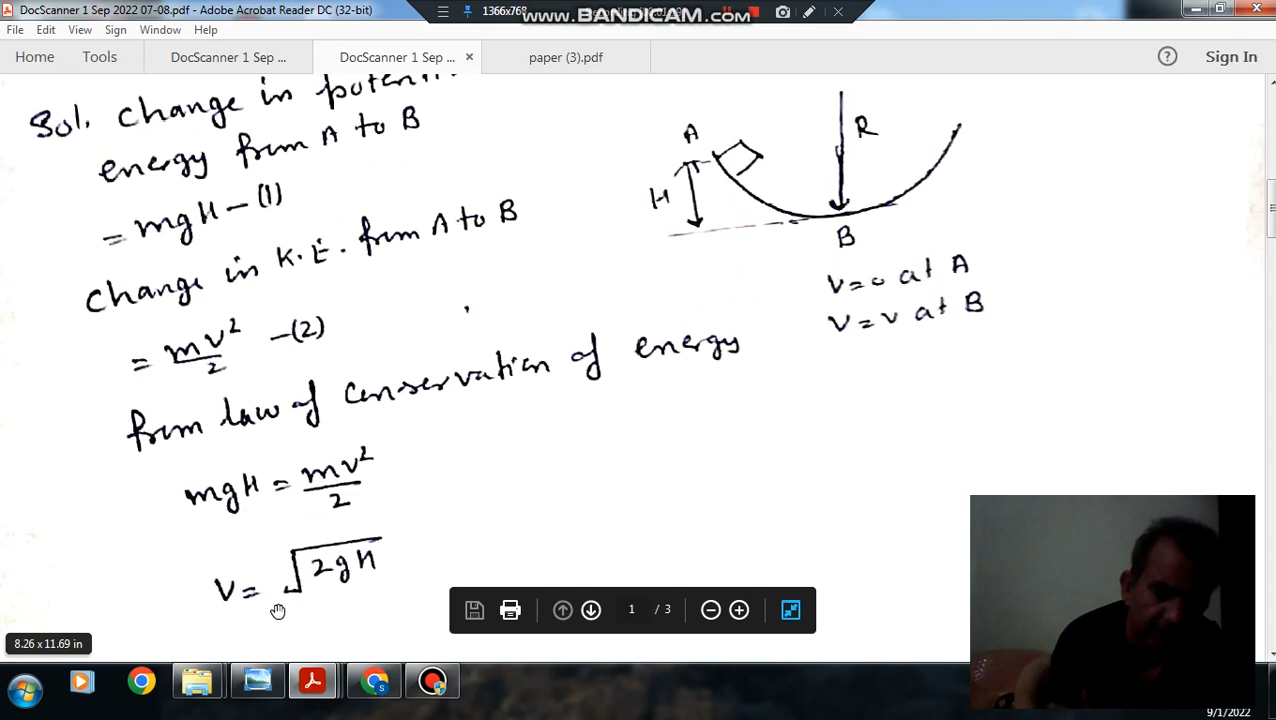 DocScanner 1 Sep 2022 07-08.pdf - Adobe Acrobat Reader DC (32-bit)
1366x768
www.BANDICAM.com
File Edit View Sign Window Help
Home Tools DocScanner 1 Sep ... DocScanner 1 Sep ... × paper (3).pdf ? Sign In
Sol. change in potenti
energy from A to B
= mgH – (1)
change in K.E. from A to B
= mv²/2 – (2)
from law of conservation of energy
mgH = mv²/2
V = √2gH
A
H
R
B
v=0 at A
v=v at B
1 / 3
8.26 x 11.69 in
9/1/2022